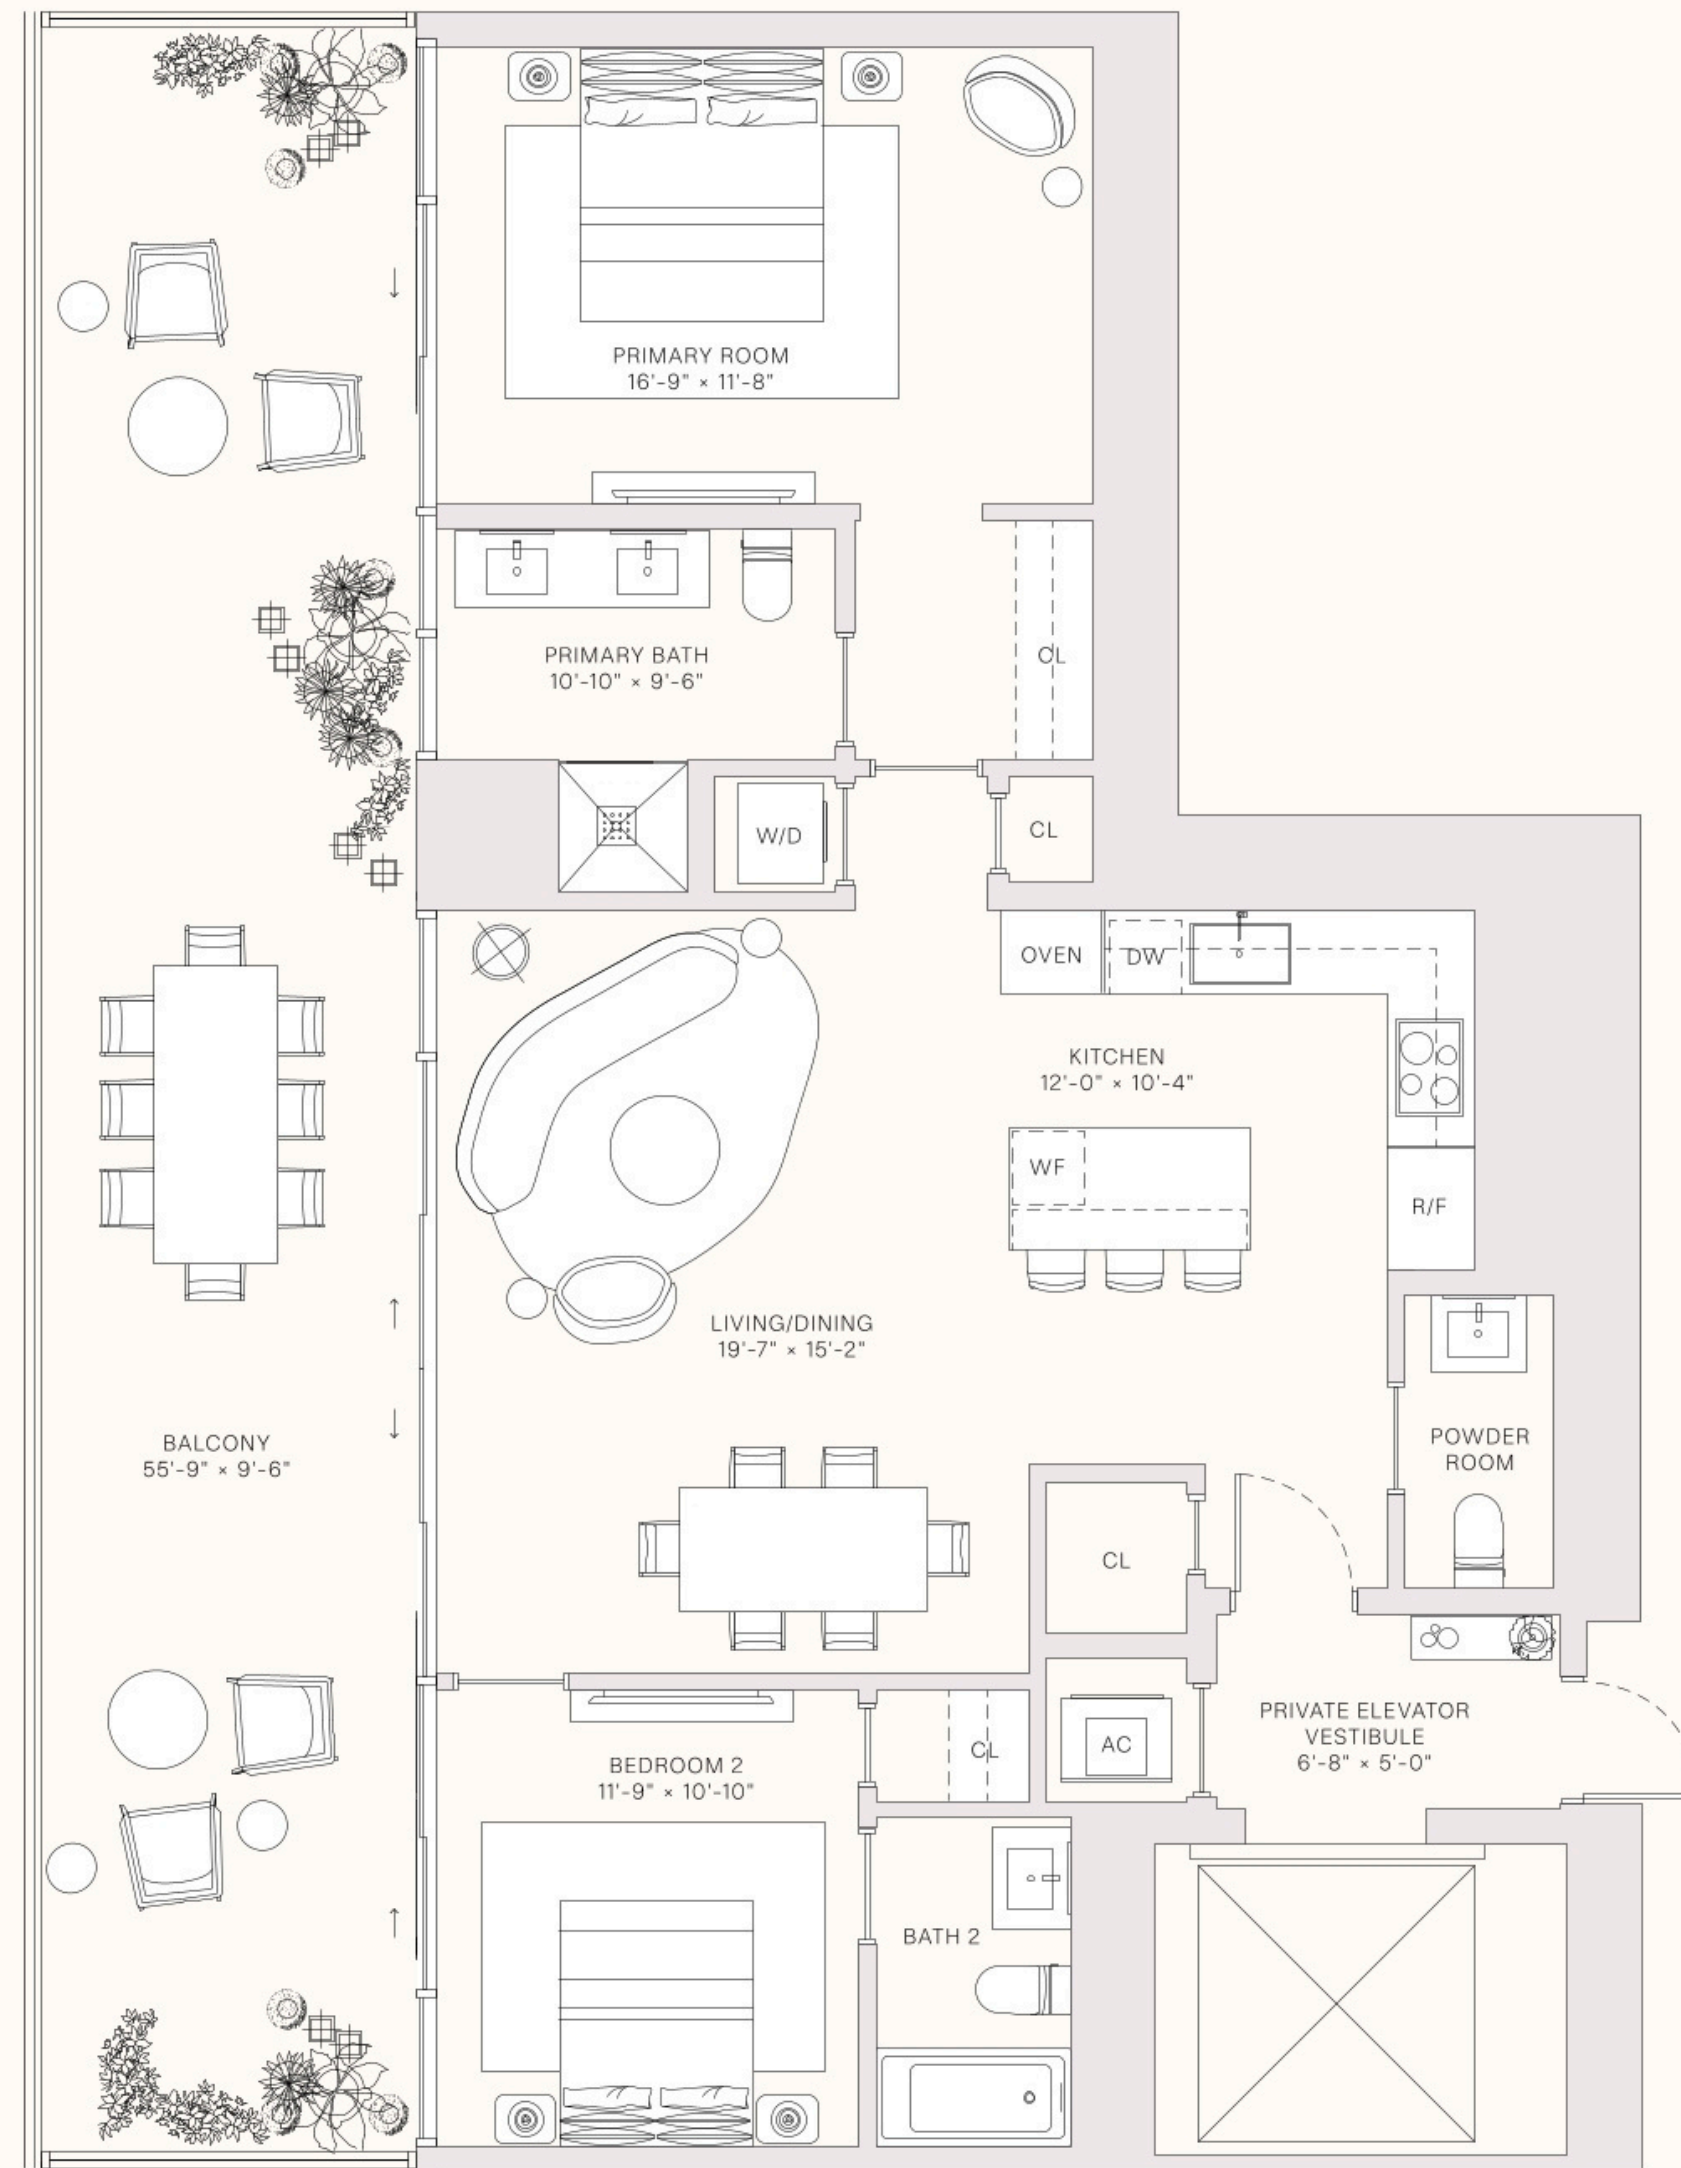 PRIMARY ROOM
16'-9" × 11'-8"
PRIMARY BATH
10'-10" × 9'-6"
CL
W/D
CL
OVEN
DW
KITCHEN
12'-0" × 10'-4"
WF
R/F
LIVING/DINING
19'-7" × 15'-2"
BALCONY
55'-9" × 9'-6"
POWDER
ROOM
CL
PRIVATE ELEVATOR
VESTIBULE
6'-8" × 5'-0"
AC
CL
BEDROOM 2
11'-9" × 10'-10"
BATH 2